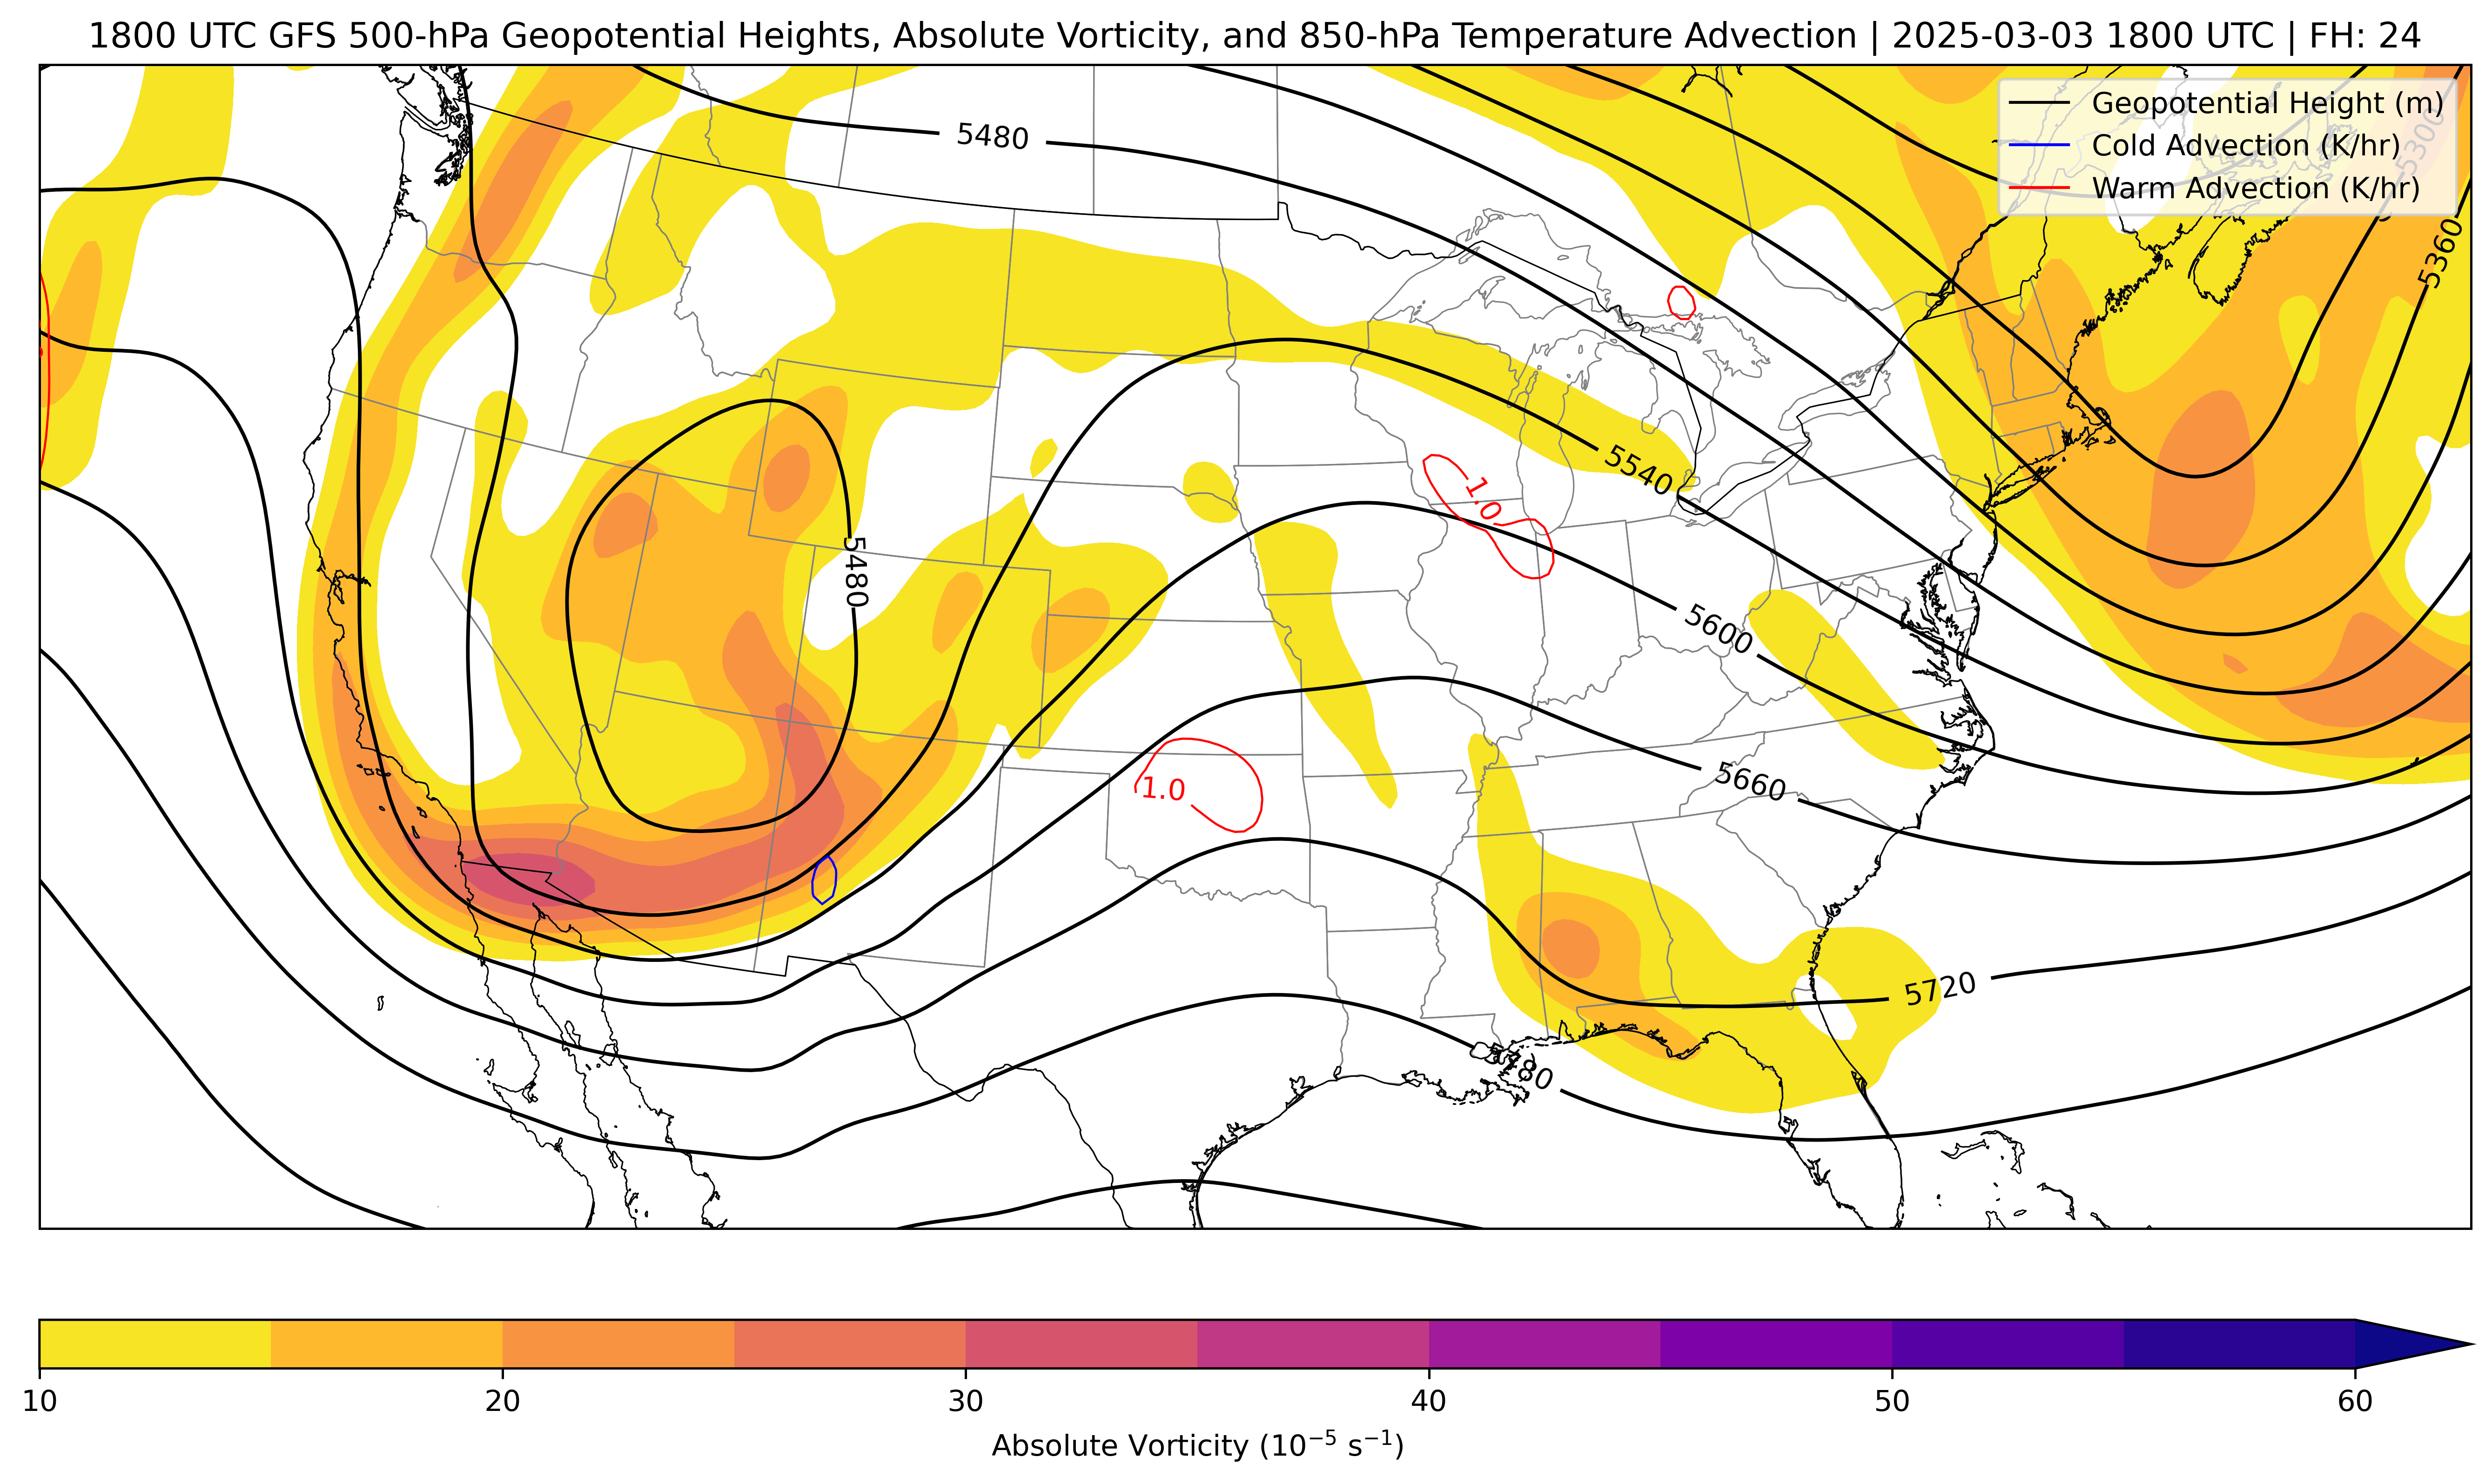 1800 UTC GFS 500-hPa Geopotential Heights, Absolute Vorticity, and 850-hPa Temperature Advection | 2025-03-03 1800 UTC | FH: 24
Geopotential Height (m)
Cold Advection (K/hr)
Warm Advection (K/hr)
5300
5480
5360
5540
1.0
5480
5600
5660
1.0
5720
5780
10 20 30 40 50 60
Absolute Vorticity (10⁻⁵ s⁻¹)